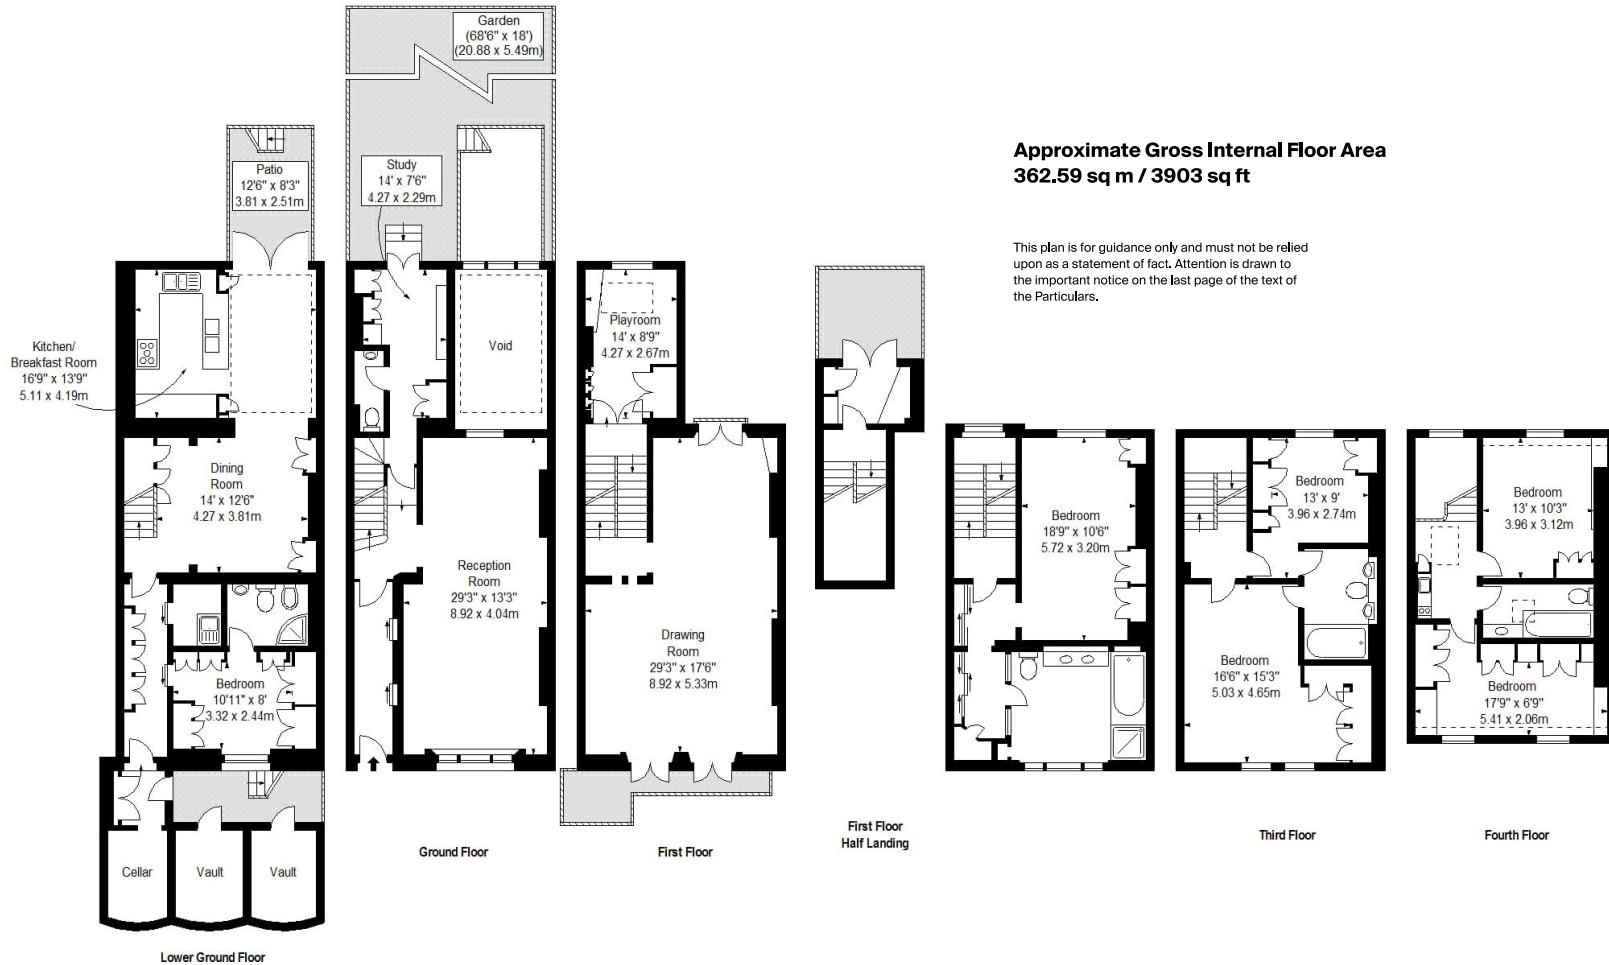 Garden
(68'6" x 18')
(20.88 x 5.49m)
Patio
12'6" x 8'3"
3.81 x 2.51m
Study
14' x 7'6"
4.27 x 2.29m
Approximate Gross Internal Floor Area
362.59 sq m / 3903 sq ft
This plan is for guidance only and must not be relied
upon as a statement of fact. Attention is drawn to
the important notice on the last page of the text of
the Particulars.
Kitchen/
Breakfast Room
16'9" x 13'9"
5.11 x 4.19m
Void
Playroom
14' x 8'9"
4.27 x 2.67m
Dining
Room
14' x 12'6"
4.27 x 3.81m
Reception
Room
29'3" x 13'3"
8.92 x 4.04m
Drawing
Room
29'3" x 17'6"
8.92 x 5.33m
Bedroom
18'9" x 10'6"
5.72 x 3.20m
Bedroom
13' x 9'
3.96 x 2.74m
Bedroom
13' x 10'3"
3.96 x 3.12m
Bedroom
10'11" x 8'
3.32 x 2.44m
Bedroom
16'6" x 15'3"
5.03 x 4.65m
Bedroom
17'9" x 6'9"
5.41 x 2.06m
Cellar
Vault
Vault
Lower Ground Floor
Ground Floor
First Floor
First Floor
Half Landing
Third Floor
Fourth Floor